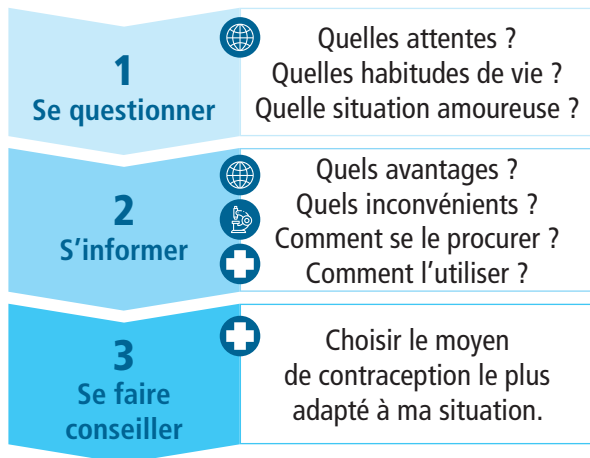 1
Se questionner
Quelles attentes ?
Quelles habitudes de vie ?
Quelle situation amoureuse ?
2
S’informer
Quels avantages ?
Quels inconvénients ?
Comment se le procurer ?
Comment l’utiliser ?
3
Se faire
conseiller
Choisir le moyen
de contraception le plus
adapté à ma situation.